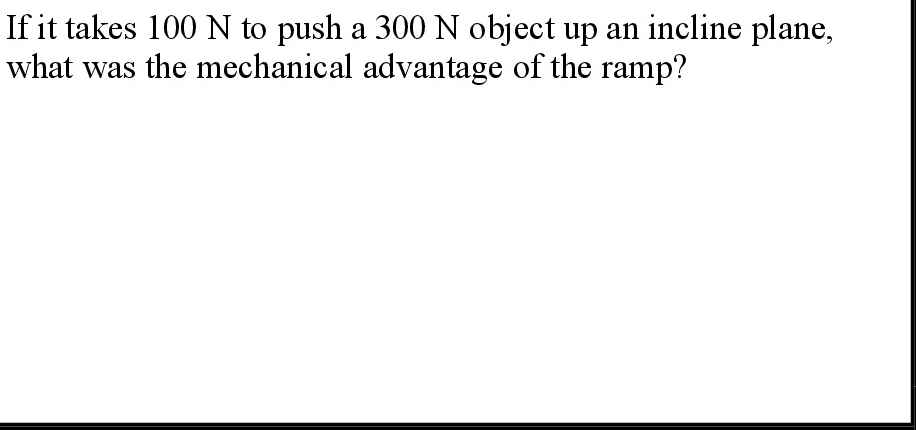 If it takes 100 N to push a 300 N object up an incline plane,
what was the mechanical advantage of the ramp?